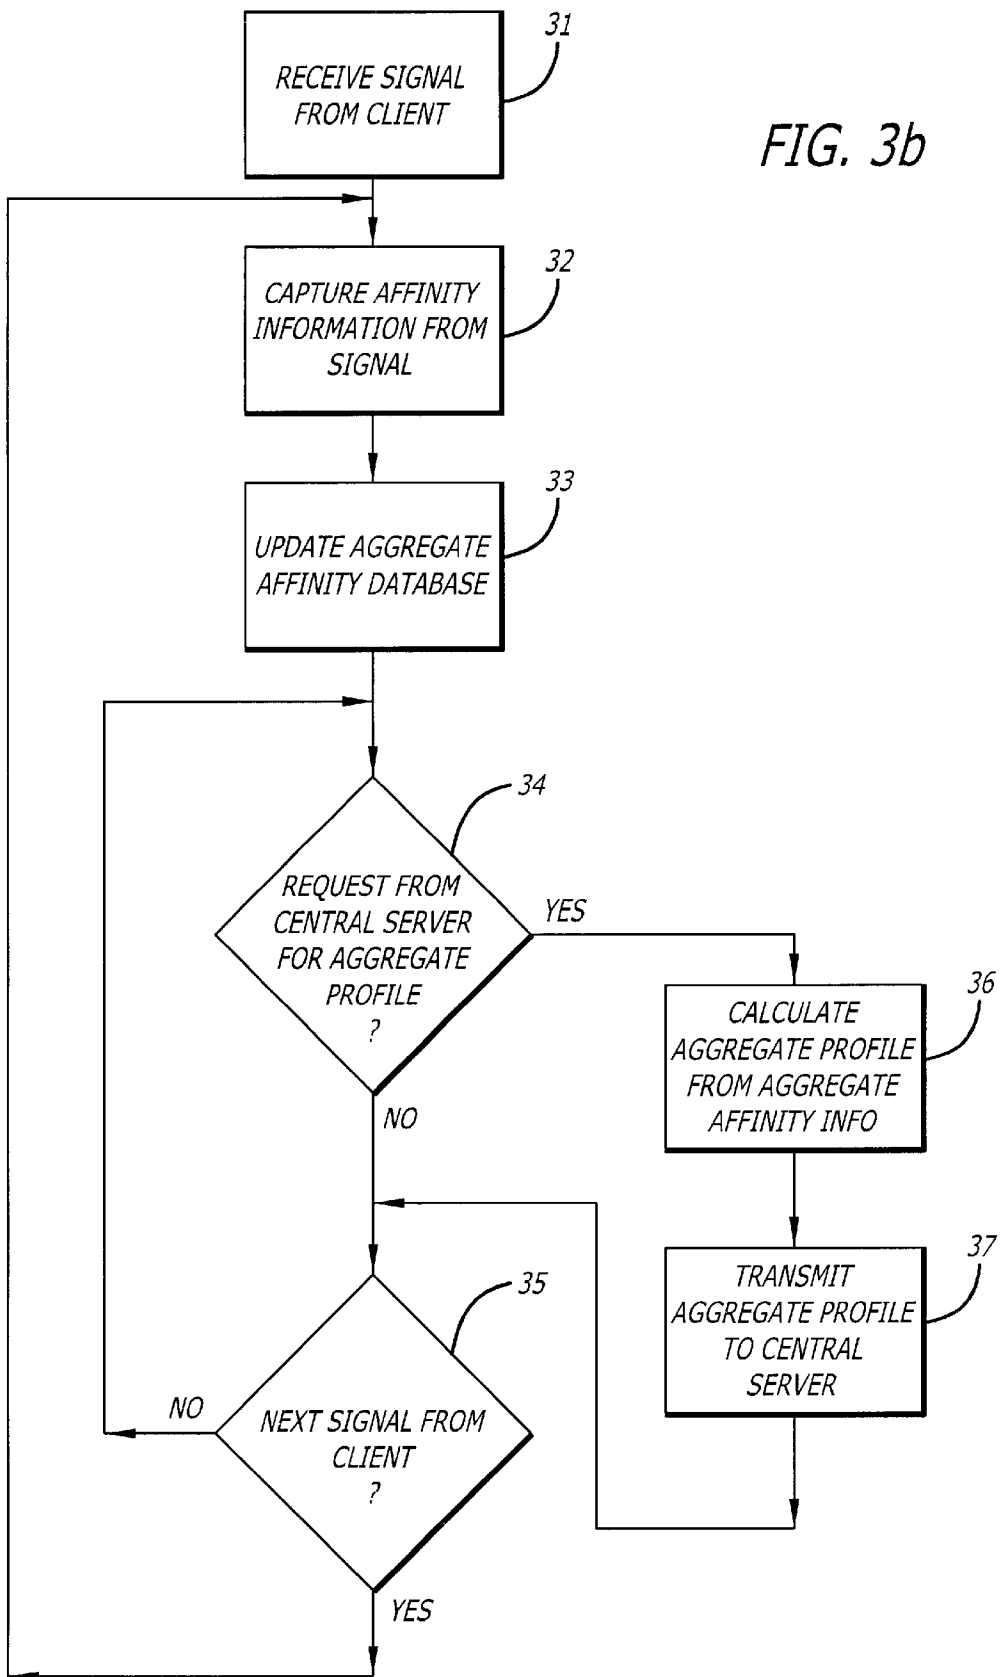 31
RECEIVE SIGNAL
FROM CLIENT
FIG. 3b
32
CAPTURE AFFINITY
INFORMATION FROM
SIGNAL
33
UPDATE AGGREGATE
AFFINITY DATABASE
34
REQUEST FROM
CENTRAL SERVER
FOR AGGREGATE
PROFILE
?
YES
NO
36
CALCULATE
AGGREGATE PROFILE
FROM AGGREGATE
AFFINITY INFO
37
TRANSMIT
AGGREGATE PROFILE
TO CENTRAL
SERVER
35
NEXT SIGNAL FROM
CLIENT
?
NO
YES